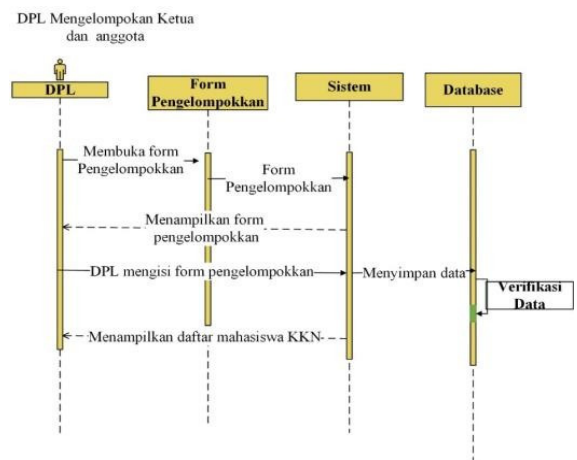 DPL Mengelompokan Ketua
dan anggota
DPL
Form
Pengelompokkan
Sistem
Database
Membuka form
Pengelompokkan
Form
Pengelompokkan
Menampilkan form
pengelompokkan
DPL mengisi form pengelompokkan
Menyimpan data
Verifikasi
Data
Menampilkan daftar mahasiswa KKN